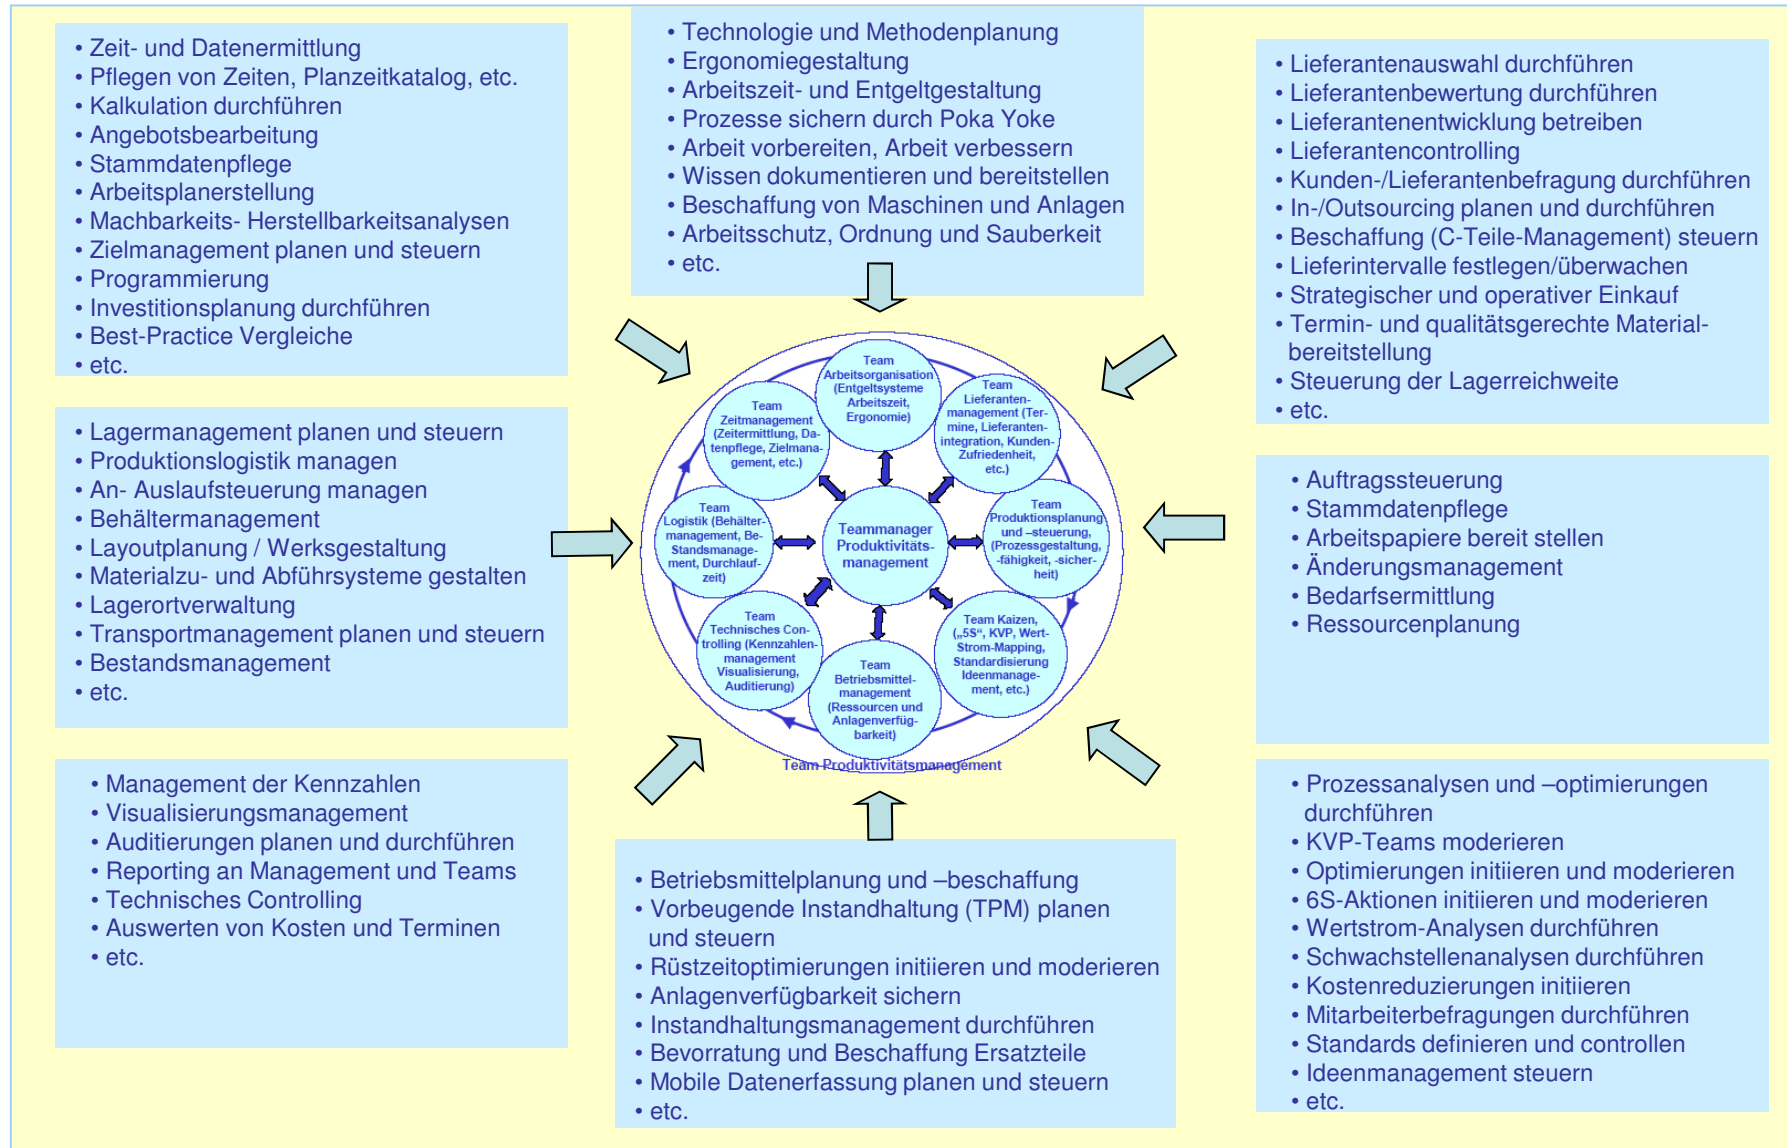 • Zeit- und Datenermittlung
• Pflegen von Zeiten, Planzeitkatalog, etc.
• Kalkulation durchführen
• Angebotsbearbeitung
• Stammdatenpflege
• Arbeitsplanerstellung
• Machbarkeits- Herstellbarkeitsanalysen
• Zielmanagement planen und steuern
• Programmierung
• Investitionsplanung durchführen
• Best-Practice Vergleiche
• etc.
• Technologie und Methodenplanung
• Ergonomiegestaltung
• Arbeitszeit- und Entgeltgestaltung
• Prozesse sichern durch Poka Yoke
• Arbeit vorbereiten, Arbeit verbessern
• Wissen dokumentieren und bereitstellen
• Beschaffung von Maschinen und Anlagen
• Arbeitsschutz, Ordnung und Sauberkeit
• etc.
• Lieferantenauswahl durchführen
• Lieferantenbewertung durchführen
• Lieferantenentwicklung betreiben
• Lieferantencontrolling
• Kunden-/Lieferantenbefragung durchführen
• In-/Outsourcing planen und durchführen
• Beschaffung (C-Teile-Management) steuern
• Lieferintervalle festlegen/überwachen
• Strategischer und operativer Einkauf
• Termin- und qualitätsgerechte Material-
bereitstellung
• Steuerung der Lagerreichweite
• etc.
• Lagermanagement planen und steuern
• Produktionslogistik managen
• An- Auslaufsteuerung managen
• Behältermanagement
• Layoutplanung / Werksgestaltung
• Materialzu- und Abführsysteme gestalten
• Lagerortverwaltung
• Transportmanagement planen und steuern
• Bestandsmanagement
• etc.
Team
Arbeitsorganisation
(Entgeltsysteme
Arbeitszeit,
Ergonomie)
Team
Zeitmanagement
(Zeitermittlung, Da-
tenpflege, Zielmana-
gement, etc.)
Team
Lieferanten-
management (Ter-
mine, Lieferanten-
integration, Kunden-
Zufriedenheit,
etc.)
Team
Logistik (Behälter-
management, Be-
Standsmanage-
ment, Durchlauf-
zeit)
Teammanager
Produktivitäts-
management
Team
Produktionsplanung
und –steuerung,
(Prozessgestaltung,
-fähigkeit, -sicher-
heit)
Team
Technisches Con-
trolling (Kennzahlen-
management
Visualisierung,
Auditierung)
Team
Betriebsmittel-
management
(Ressourcen und
Anlagenverfüg-
barkeit)
Team Kaizen,
(„5S“, KVP, Wert-
Strom-Mapping,
Standardisierung
Ideenmanage-
ment, etc.)
Team Produktivitätsmanagement
• Auftragssteuerung
• Stammdatenpflege
• Arbeitspapiere bereit stellen
• Änderungsmanagement
• Bedarfsermittlung
• Ressourcenplanung
• Management der Kennzahlen
• Visualisierungsmanagement
• Auditierungen planen und durchführen
• Reporting an Management und Teams
• Technisches Controlling
• Auswerten von Kosten und Terminen
• etc.
• Betriebsmittelplanung und –beschaffung
• Vorbeugende Instandhaltung (TPM) planen
und steuern
• Rüstzeitoptimierungen initiieren und moderieren
• Anlagenverfügbarkeit sichern
• Instandhaltungsmanagement durchführen
• Bevorratung und Beschaffung Ersatzteile
• Mobile Datenerfassung planen und steuern
• etc.
• Prozessanalysen und –optimierungen
durchführen
• KVP-Teams moderieren
• Optimierungen initiieren und moderieren
• 6S-Aktionen initiieren und moderieren
• Wertstrom-Analysen durchführen
• Schwachstellenanalysen durchführen
• Kostenreduzierungen initiieren
• Mitarbeiterbefragungen durchführen
• Standards definieren und controllen
• Ideenmanagement steuern
• etc.